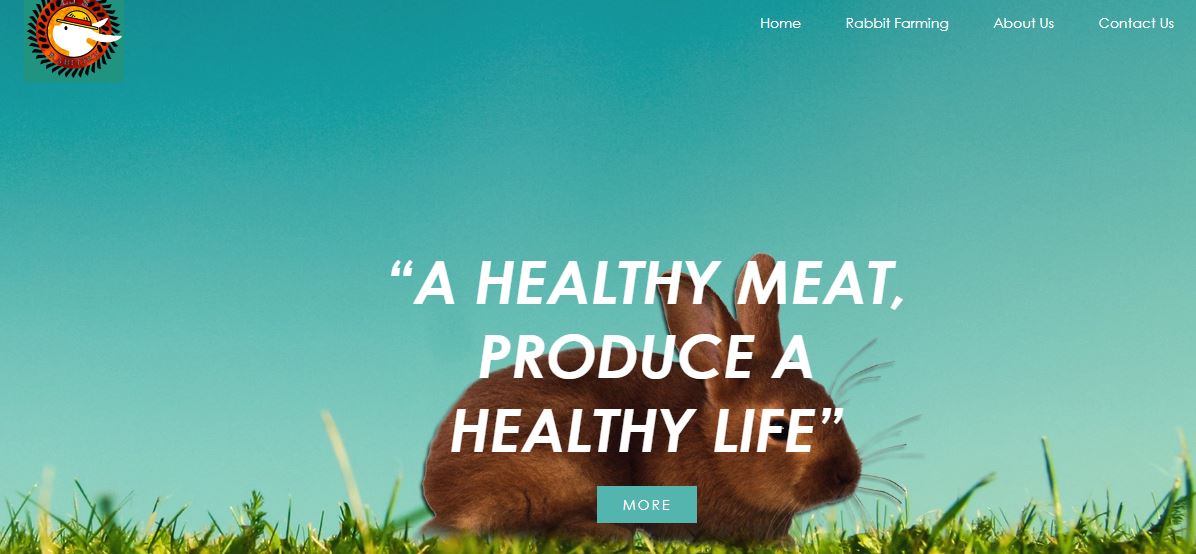 Home Rabbit Farming About Us Contact Us
“A HEALTHY MEAT,
PRODUCE A
HEALTHY LIFE”
MORE